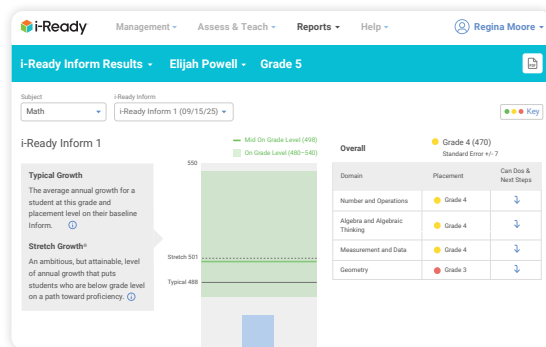 i-Ready
Management
Assess & Teach
Reports
Help
Regina Moore
i-Ready Inform Results
Elijah Powell
Grade 5
PDF
Subject
i-Ready Inform
Math
i-Ready Inform 1 (09/15/25)
Key
i-Ready Inform 1
Mid On Grade Level (498)
On Grade Level (480–540)
Typical Growth
The average annual growth for a
student at this grade and
placement level on their baseline
Inform.
Stretch Growth®
An ambitious, but attainable, level
of annual growth that puts
students who are below grade level
on a path toward proficiency.
550
Stretch 501
Typical 488
Overall
Grade 4 (470)
Standard Error +/- 7
Domain
Placement
Can Dos &
Next Steps
Number and Operations
Grade 4
Algebra and Algebraic
Thinking
Grade 4
Measurement and Data
Grade 4
Geometry
Grade 3